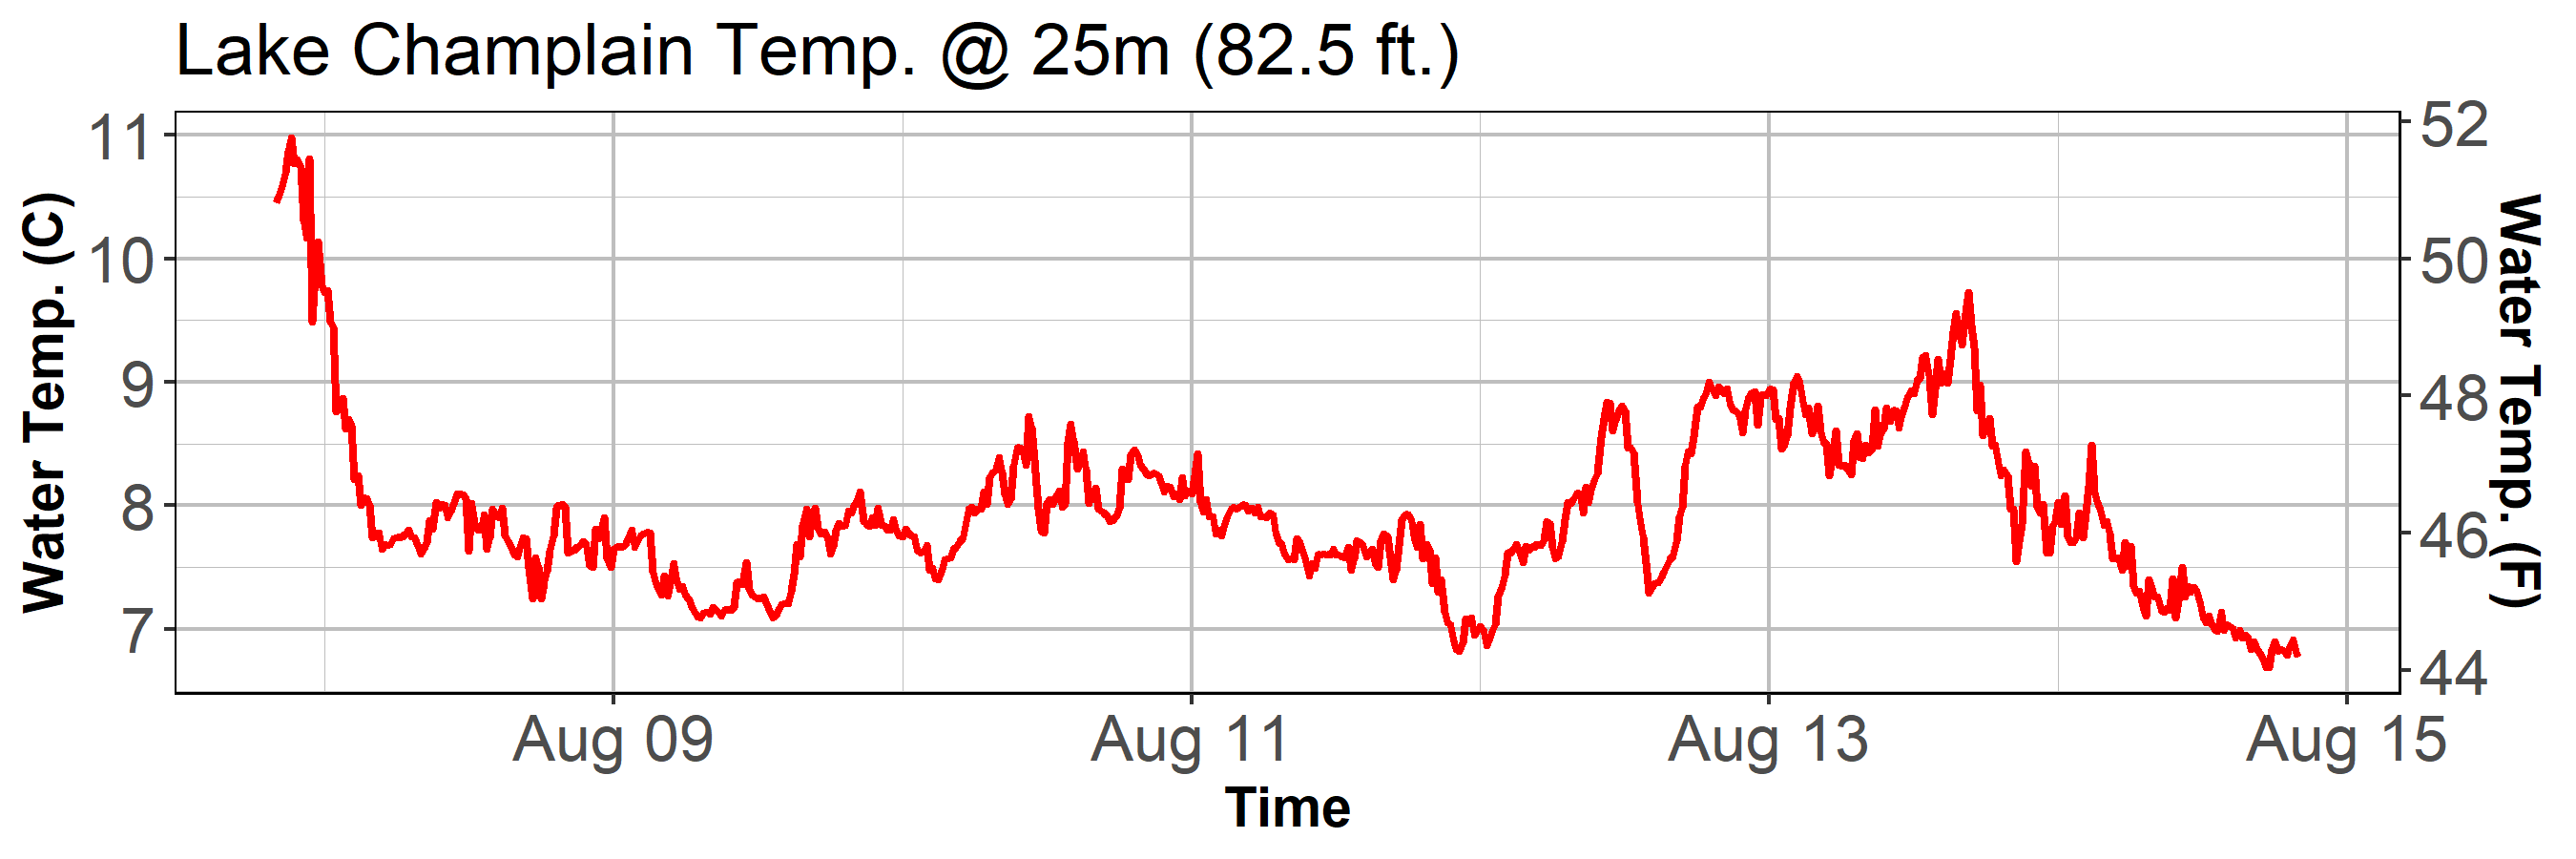 Lake Champlain Temp. @ 25m (82.5 ft.)
Water Temp. (C)
11
10
9
8
7
52
50
48
46
44
Water Temp. (F)
Aug 09 Aug 11 Aug 13 Aug 15
Time